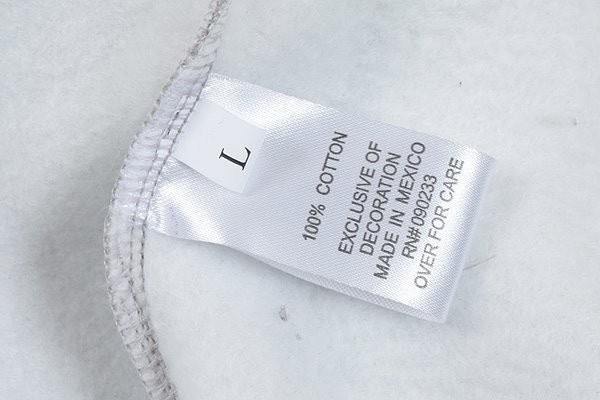 L
100% COTTON
EXCLUSIVE OF
DECORATION
MADE IN MEXICO
RN# 090233
OVER FOR CARE